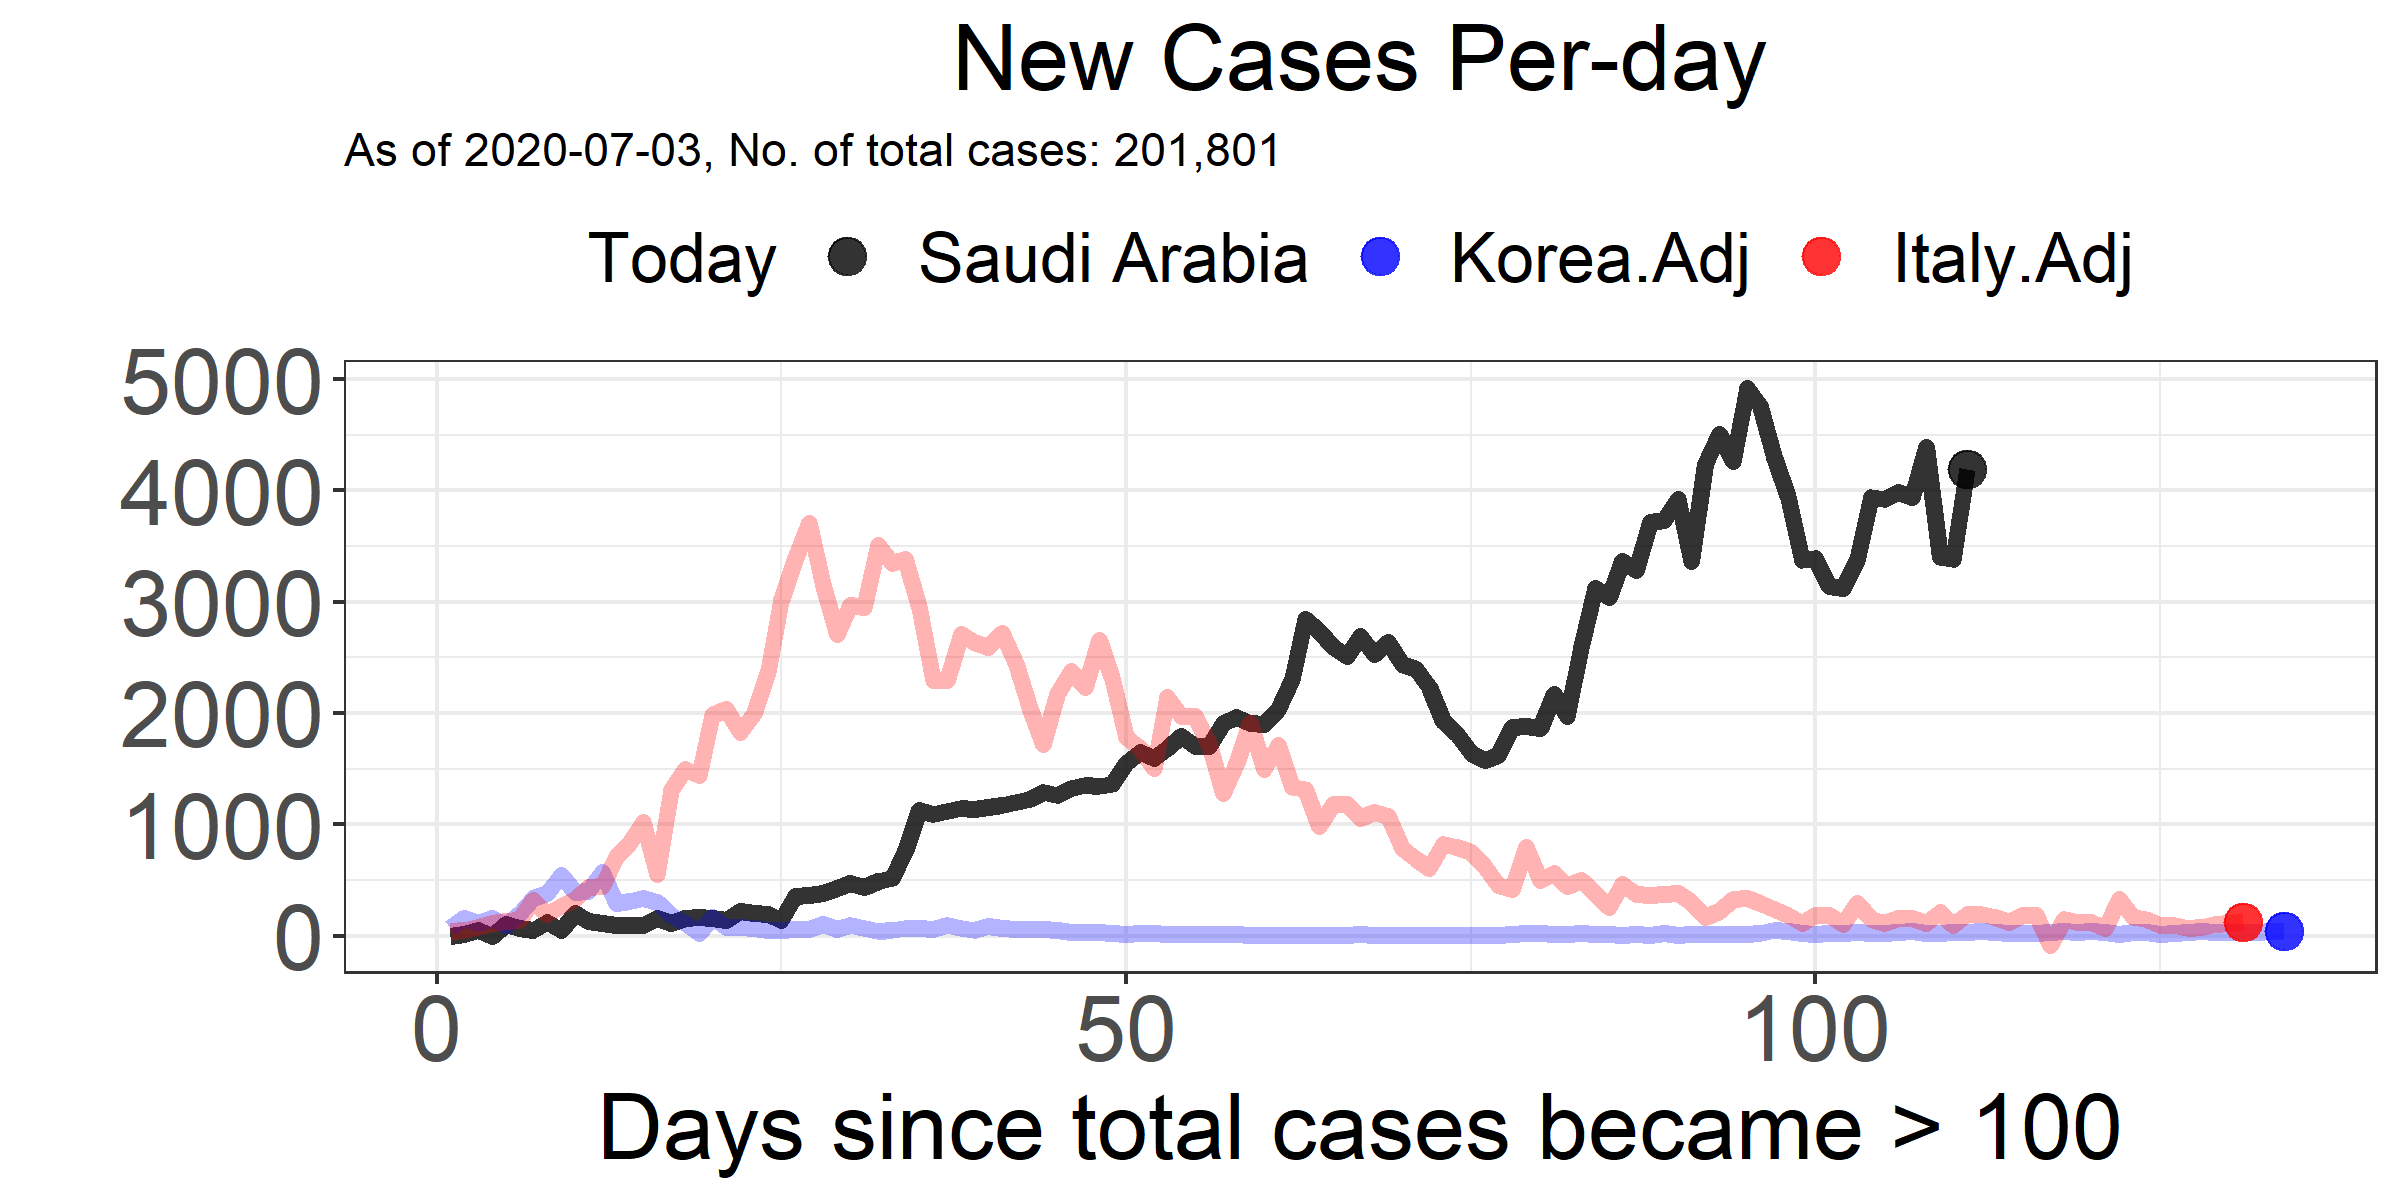 New Cases Per-day
As of 2020-07-03, No. of total cases: 201,801
Today Saudi Arabia Korea.Adj Italy.Adj
5000
4000
3000
2000
1000
0
0 50 100
Days since total cases became > 100